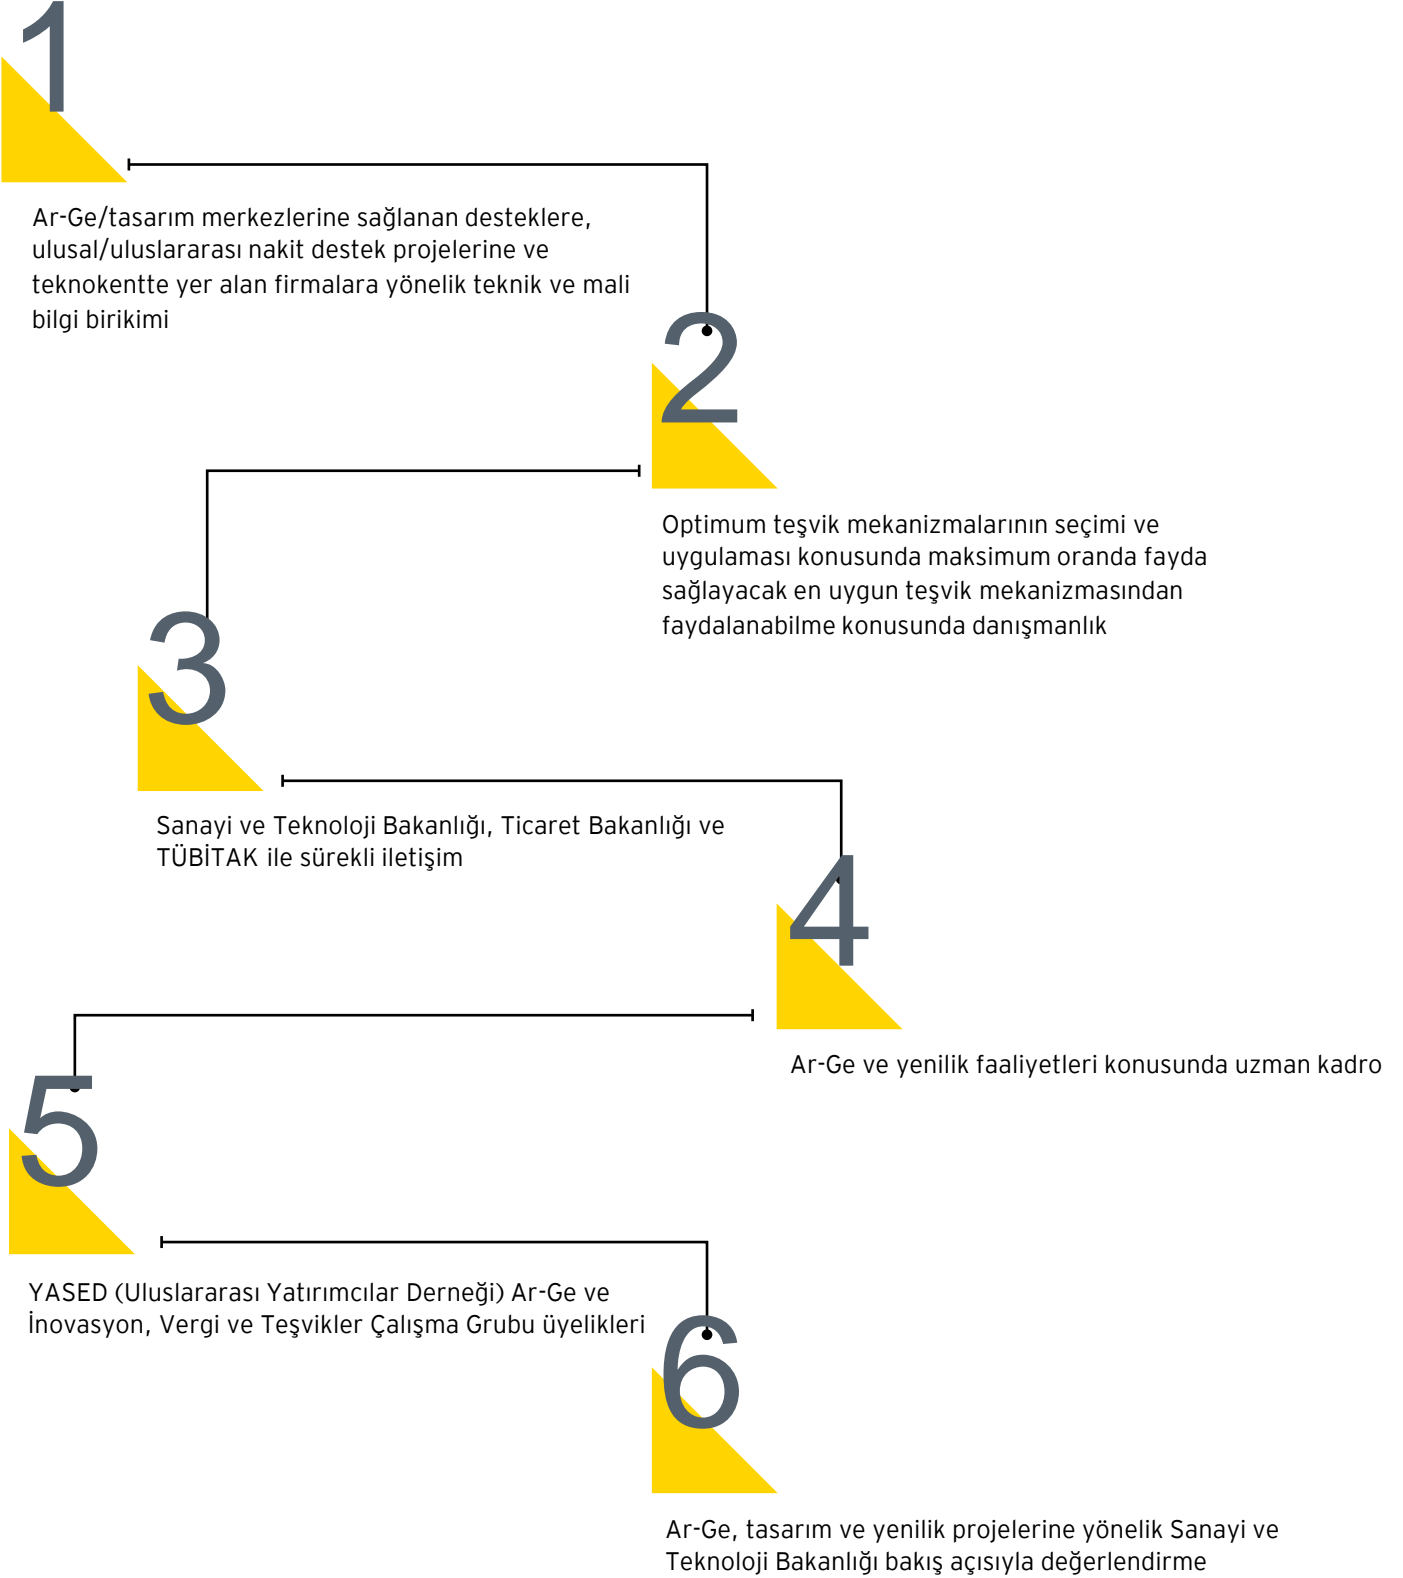 1
Ar-Ge/tasarım merkezlerine sağlanan desteklere,
ulusal/uluslararası nakit destek projelerine ve
teknokentte yer alan firmalara yönelik teknik ve mali
bilgi birikimi
2
Optimum teşvik mekanizmalarının seçimi ve
uygulaması konusunda maksimum oranda fayda
sağlayacak en uygun teşvik mekanizmasından
faydalanabilme konusunda danışmanlık
3
Sanayi ve Teknoloji Bakanlığı, Ticaret Bakanlığı ve
TÜBİTAK ile sürekli iletişim
4
Ar-Ge ve yenilik faaliyetleri konusunda uzman kadro
5
YASED (Uluslararası Yatırımcılar Derneği) Ar-Ge ve
İnovasyon, Vergi ve Teşvikler Çalışma Grubu üyelikleri
6
Ar-Ge, tasarım ve yenilik projelerine yönelik Sanayi ve
Teknoloji Bakanlığı bakış açısıyla değerlendirme